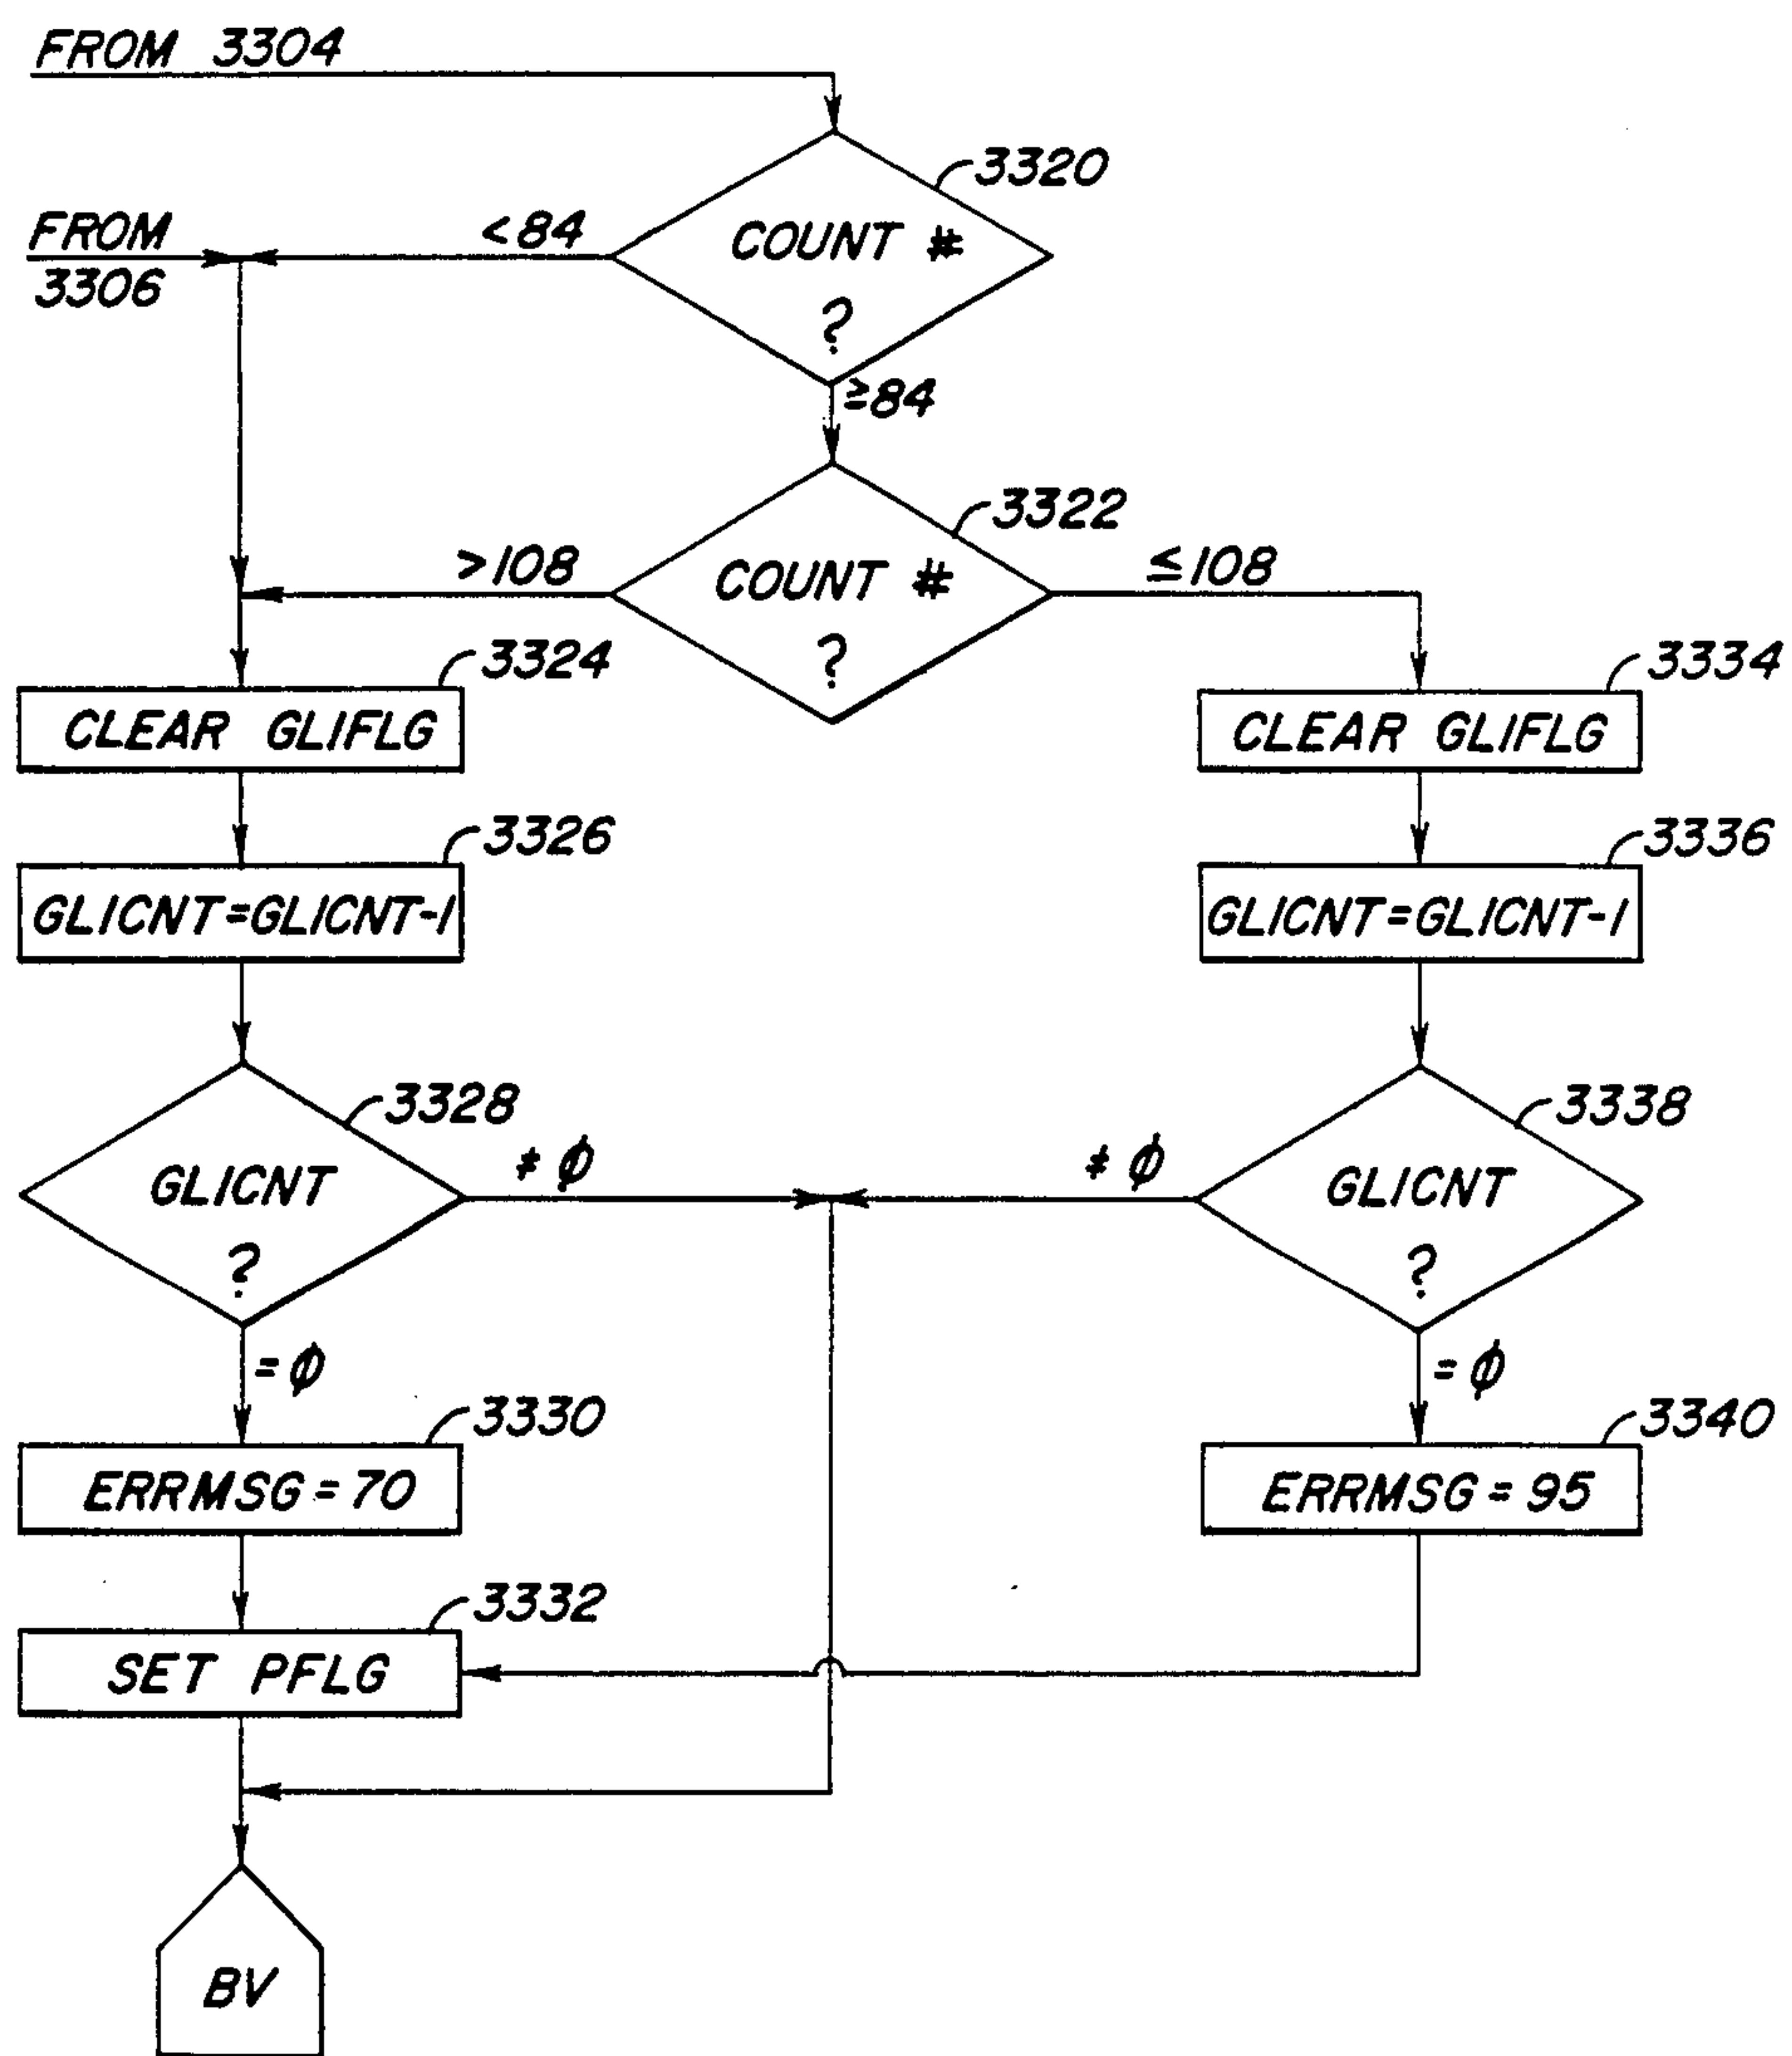 FROM 3304
3320
FROM
3306
<84
COUNT #
?
≥84
3322
>108
COUNT #
?
≤108
3324
CLEAR GLIFLG
3334
CLEAR GLIFLG
3326
GLICNT=GLICNT-1
3336
GLICNT=GLICNT-1
3328
GLICNT
?
≠ φ
≠ φ
3338
GLICNT
?
= φ
= φ
3330
ERRMSG = 70
3340
ERRMSG = 95
3332
SET PFLG
BV